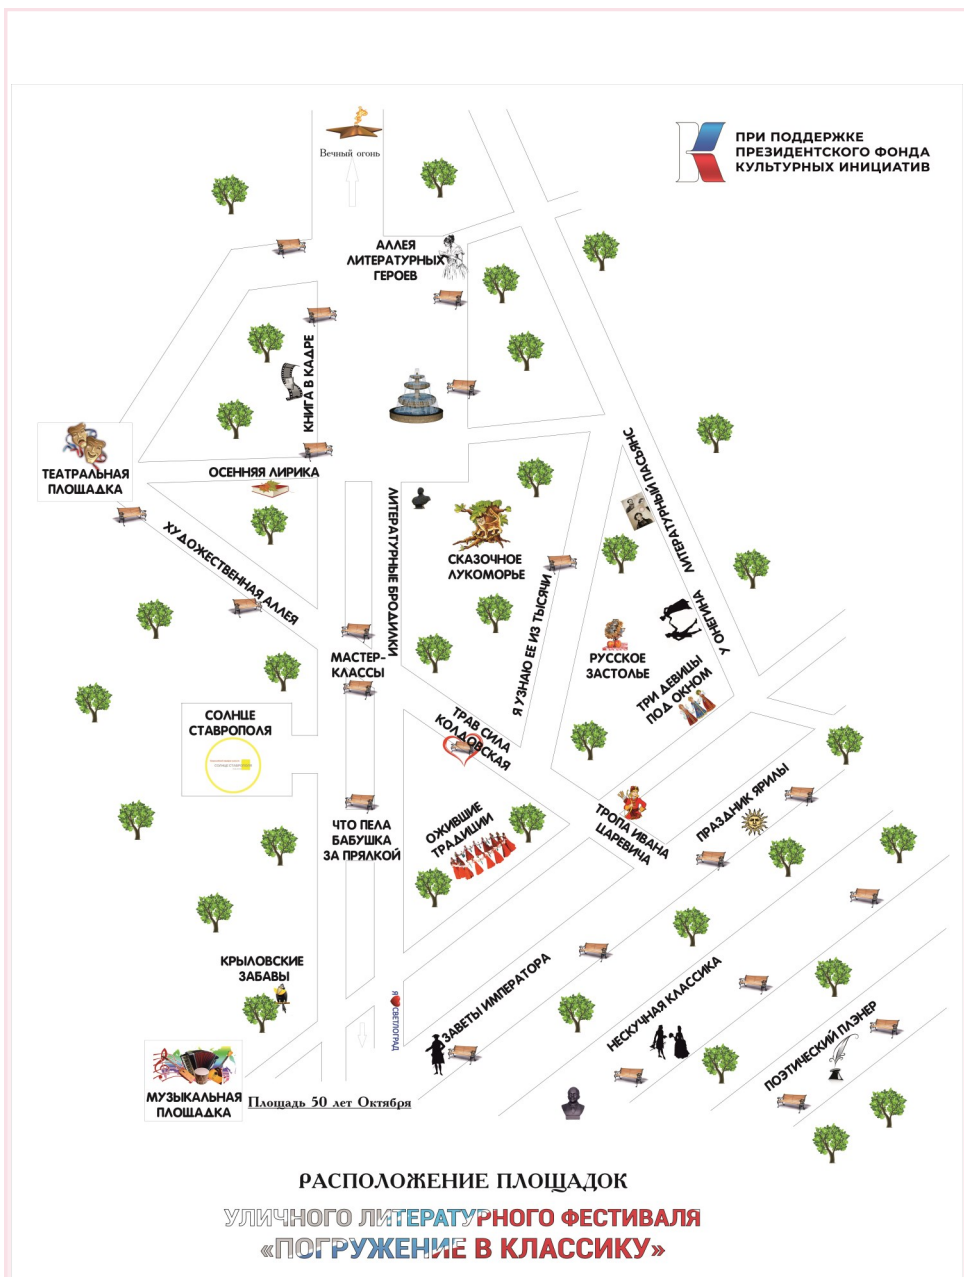 ПРИ ПОДДЕРЖКЕ
ПРЕЗИДЕНТСКОГО ФОНДА
КУЛЬТУРНЫХ ИНИЦИАТИВ
Вечный огонь
АЛЛЕЯ
ЛИТЕРАТУРНЫХ
ГЕРОЕВ
КНИГА В КАДРЕ
ТЕАТРАЛЬНАЯ
ПЛОЩАДКА
ОСЕННЯЯ ЛИРИКА
ХУДОЖЕСТВЕННАЯ АЛЛЕЯ
ЛИТЕРАТУРНЫЕ БРОДИЛКИ
СКАЗОЧНОЕ
ЛУКОМОРЬЕ
ЛИТЕРАТУРНЫЙ ПАСЬЯНС
Я УЗНАЮ ЕЕ ИЗ ТЫСЯЧИ
У ОНЕГИНА
РУССКОЕ
ЗАСТОЛЬЕ
ТРИ ДЕВИЦЫ
ПОД ОКНОМ
МАСТЕР-
КЛАССЫ
СОЛНЦЕ
СТАВРОПОЛЯ
ТРАВ СИЛА
КОЛДОВСКАЯ
ЧТО ПЕЛА
БАБУШКА
ЗА ПРЯЛКОЙ
ОЖИВШИЕ
ТРАДИЦИИ
ТРОПА ИВАНА
ЦАРЕВИЧА
ПРАЗДНИК ЯРИЛЫ
КРЫЛОВСКИЕ
ЗАБАВЫ
Я СВЕТЛОГРАД
ЗАВЕТЫ ИМПЕРАТОРА
НЕСКУЧНАЯ КЛАССИКА
ПОЭТИЧЕСКИЙ ПЛЭНЕР
МУЗЫКАЛЬНАЯ
ПЛОЩАДКА
Площадь 50 лет Октября
РАСПОЛОЖЕНИЕ ПЛОЩАДОК
УЛИЧНОГО ЛИТЕРАТУРНОГО ФЕСТИВАЛЯ
«ПОГРУЖЕНИЕ В КЛАССИКУ»